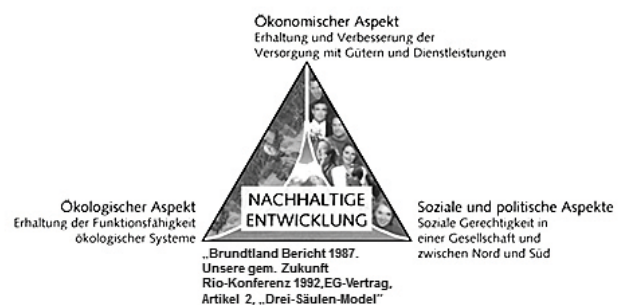 Ökonomischer Aspekt
Erhaltung und Verbesserung der
Versorgung mit Gütern und Dienstleistungen
NACHHALTIGE
ENTWICKLUNG
Ökologischer Aspekt
Erhaltung der Funktionsfähigkeit
ökologischer Systeme
Soziale und politische Aspekte
Soziale Gerechtigkeit in
einer Gesellschaft und
zwischen Nord und Süd
„Brundtland Bericht 1987.
Unsere gem. Zukunft
Rio-Konferenz 1992,EG-Vertrag,
Artikel 2, „Drei-Säulen-Model"